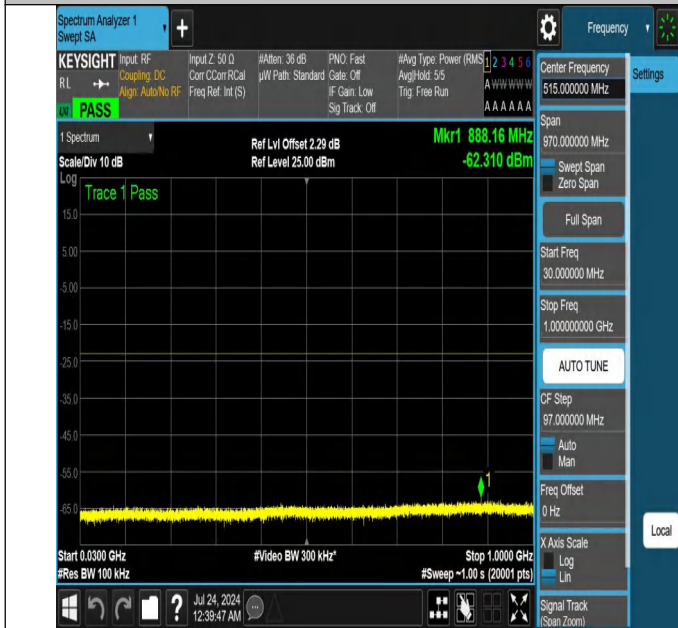 Spectrum Analyzer 1
Swept SA
+
Frequency
KEYSIGHT
RL
PASS
Input: RF
Coupling: DC
Align: Auto/No RF
Input Z: 50 Ω
Corr CCorr RCal
Freq Ref: Int (S)
#Atten: 36 dB
µW Path: Standard
PNO: Fast
Gate: Off
IF Gain: Low
Sig Track: Off
#Avg Type: Power (RMS
Avg|Hold: 5/5
Trig: Free Run
1 2 3 4 5 6
A W W W W W
A A A A A A
1 Spectrum
Scale/Div 10 dB
Ref Lvl Offset 2.29 dB
Ref Level 25.00 dBm
Mkr1 888.16 MHz
-62.310 dBm
Log
Trace 1 Pass
15.0
5.00
-5.00
-15.0
-25.0
-35.0
-45.0
-55.0
-65.0
1
Start 0.0300 GHz
#Res BW 100 kHz
#Video BW 300 kHz*
Stop 1.0000 GHz
#Sweep ~1.00 s (20001 pts)
?
Jul 24, 2024
12:39:47 AM
Center Frequency
515.000000 MHz
Settings
Span
970.000000 MHz
Swept Span
Zero Span
Full Span
Start Freq
30.000000 MHz
Stop Freq
1.000000000 GHz
AUTO TUNE
CF Step
97.000000 MHz
Auto
Man
Freq Offset
0 Hz
X Axis Scale
Log
Lin
Local
Signal Track
(Span Zoom)